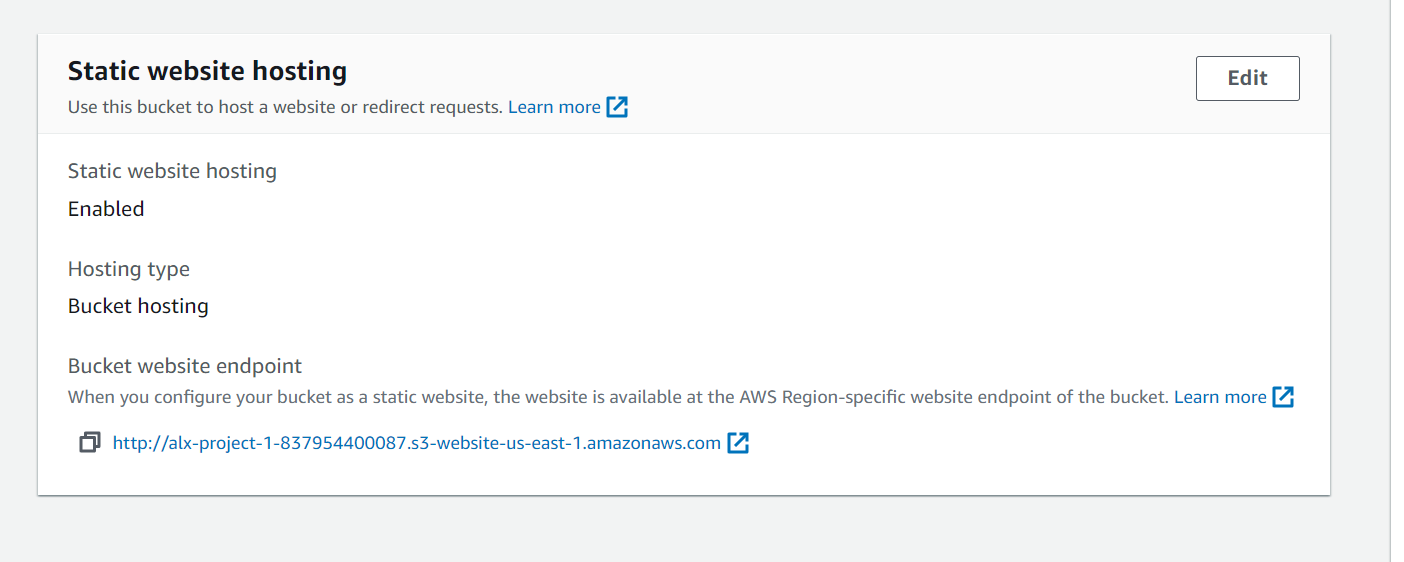 Static website hosting
Edit
Use this bucket to host a website or redirect requests. Learn more
Static website hosting
Enabled
Hosting type
Bucket hosting
Bucket website endpoint
When you configure your bucket as a static website, the website is available at the AWS Region-specific website endpoint of the bucket. Learn more
http://alx-project-1-837954400087.s3-website-us-east-1.amazonaws.com